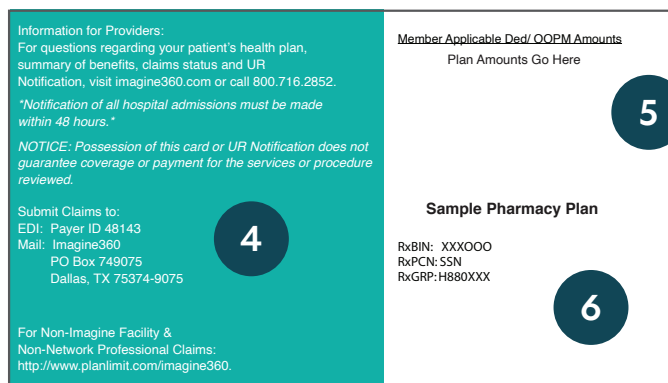 Information for Providers:
For questions regarding your patient's health plan,
summary of benefits, claims status and UR
Notification, visit imagine360.com or call 800.716.2852.
*Notification of all hospital admissions must be made
within 48 hours.*
NOTICE: Possession of this card or UR Notification does not
guarantee coverage or payment for the services or procedure
reviewed.
Submit Claims to:
EDI: Payer ID 48143
Mail: Imagine360
PO Box 749075
Dallas, TX 75374-9075
4
For Non-Imagine Facility &
Non-Network Professional Claims:
http://www.planlimit.com/imagine360.
Member Applicable Ded/ OOPM Amounts
Plan Amounts Go Here
5
Sample Pharmacy Plan
RxBIN: XXXOOO
RxPCN: SSN
RxGRP: H880XXX
6